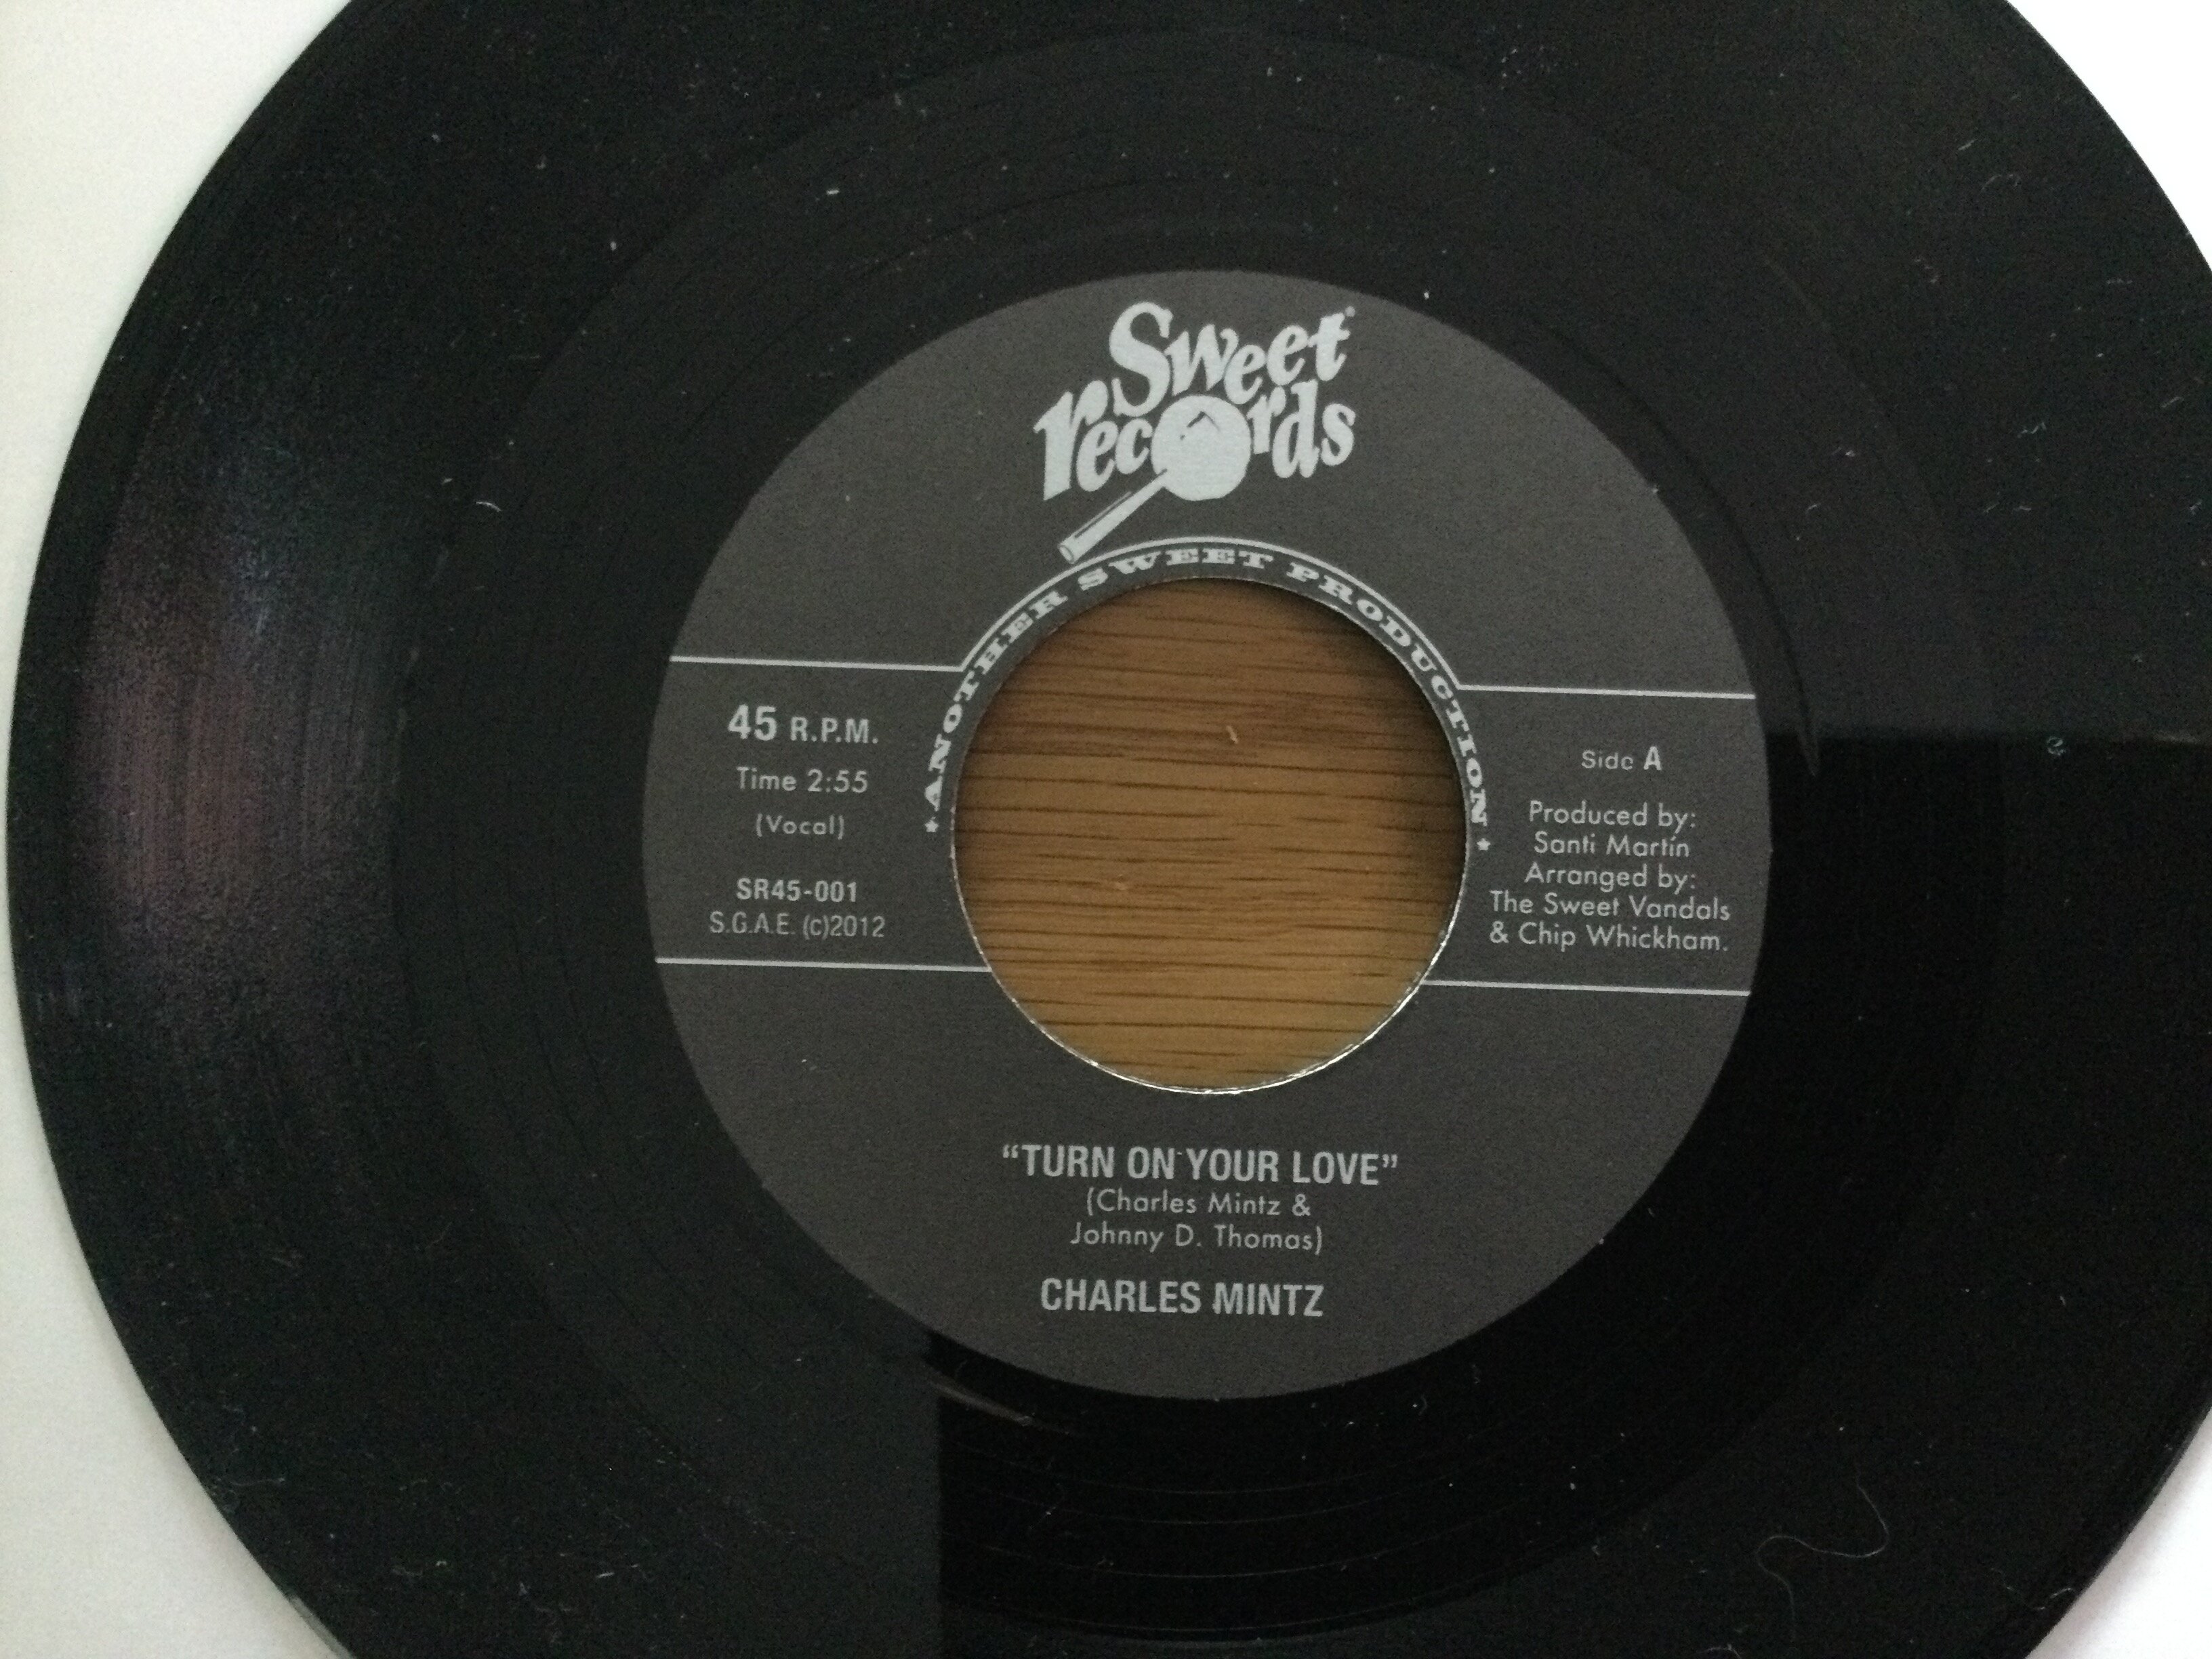 Sweet
records
* ANOTHER SWEET PRODUCTION *
45 R.P.M.
Time 2:55
(Vocal)
SR45-001
S.G.A.E. (c)2012
Side A
Produced by:
Santi Martín
Arranged by:
The Sweet Vandals
& Chip Whickham.
“TURN ON YOUR LOVE”
(Charles Mintz &
Johnny D. Thomas)
CHARLES MINTZ